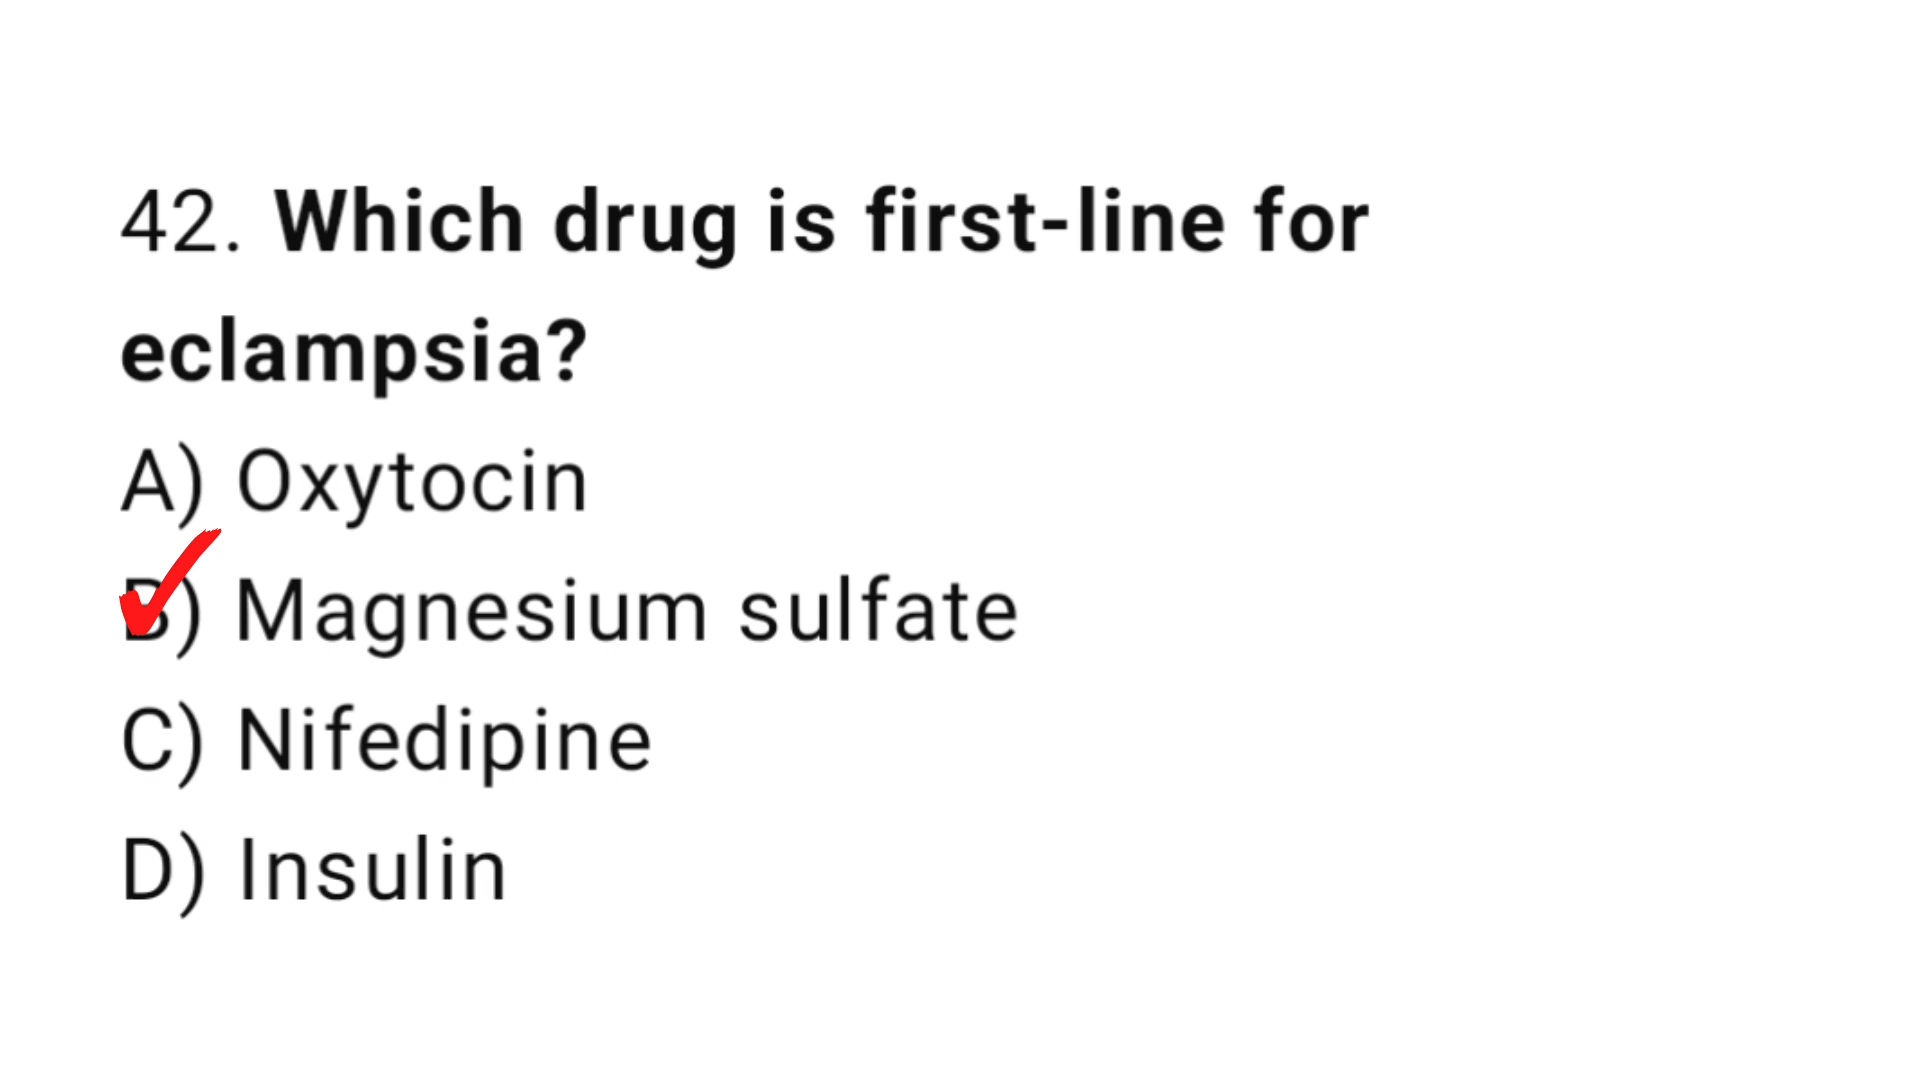 42. Which drug is first-line for
eclampsia?
A) Oxytocin
B) Magnesium sulfate
C) Nifedipine
D) Insulin